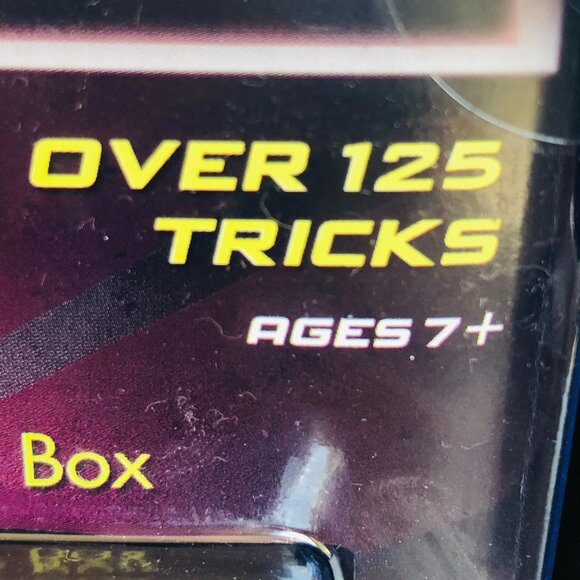 OVER 125
TRICKS
AGES 7+
Box